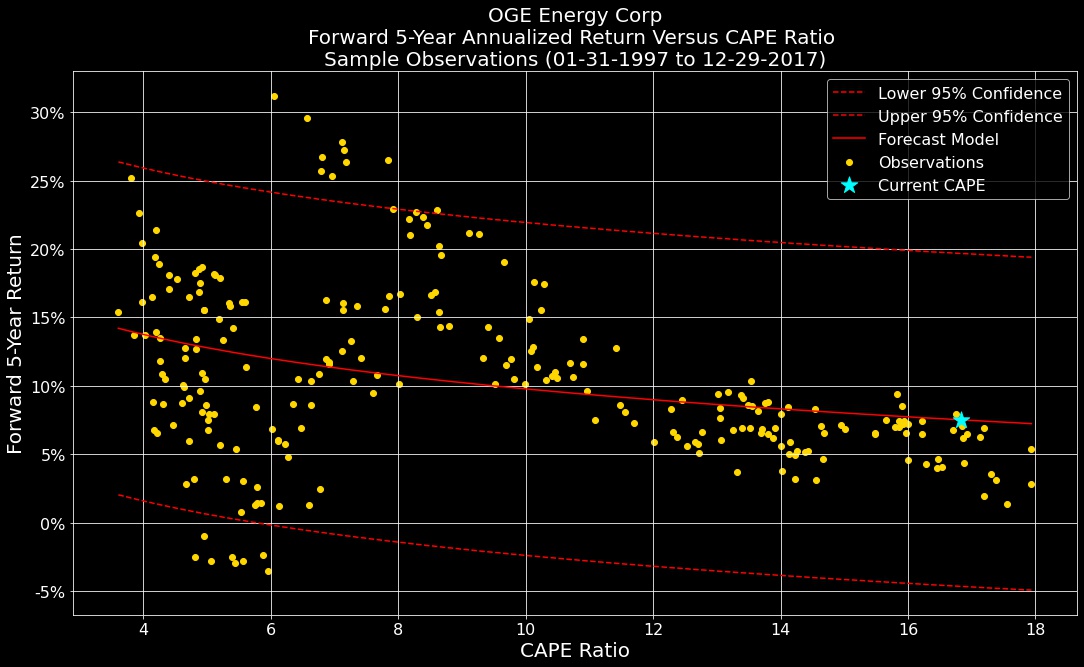 OGE Energy Corp
Forward 5-Year Annualized Return Versus CAPE Ratio
Sample Observations (01-31-1997 to 12-29-2017)
Lower 95% Confidence
Upper 95% Confidence
Forecast Model
Observations
Current CAPE
Forward 5-Year Return
30%
25%
20%
15%
10%
5%
0%
-5%
4 6 8 10 12 14 16 18
CAPE Ratio